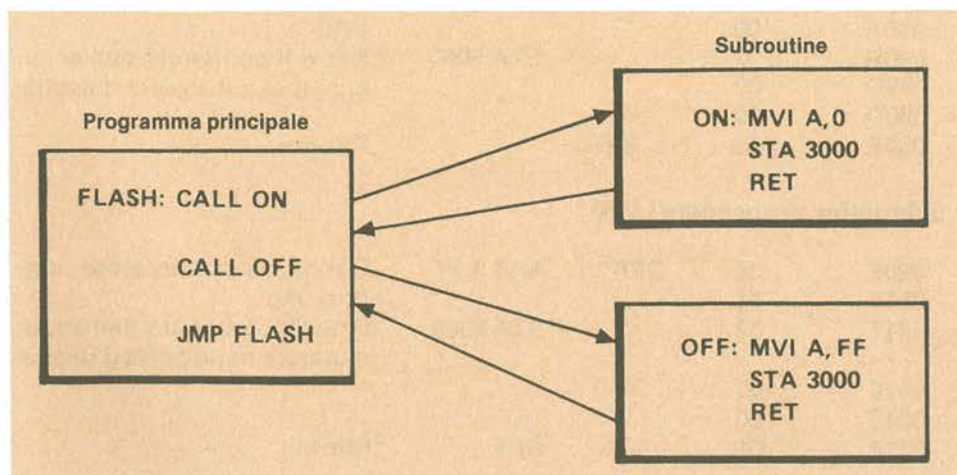 Programma principale
FLASH: CALL ON
CALL OFF
JMP FLASH
Subroutine
ON: MVI A,0
STA 3000
RET
OFF: MVI A, FF
STA 3000
RET